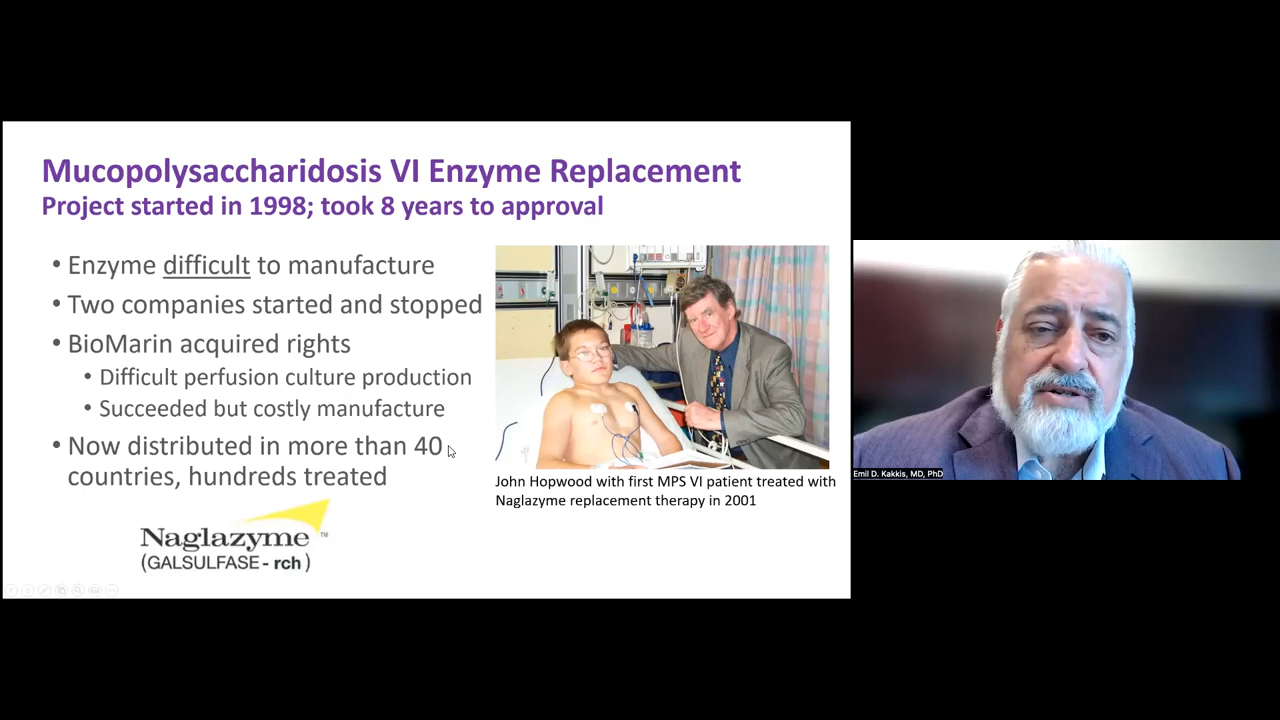 Mucopolysaccharidosis VI Enzyme Replacement
Project started in 1998; took 8 years to approval
• Enzyme difficult to manufacture
• Two companies started and stopped
• BioMarin acquired rights
• Difficult perfusion culture production
• Succeeded but costly manufacture
• Now distributed in more than 40
countries, hundreds treated
John Hopwood with first MPS VI patient treated with
Naglazyme replacement therapy in 2001
Naglazyme™
(GALSULFASE - rch)
Emil D. Kakkis, MD, PhD